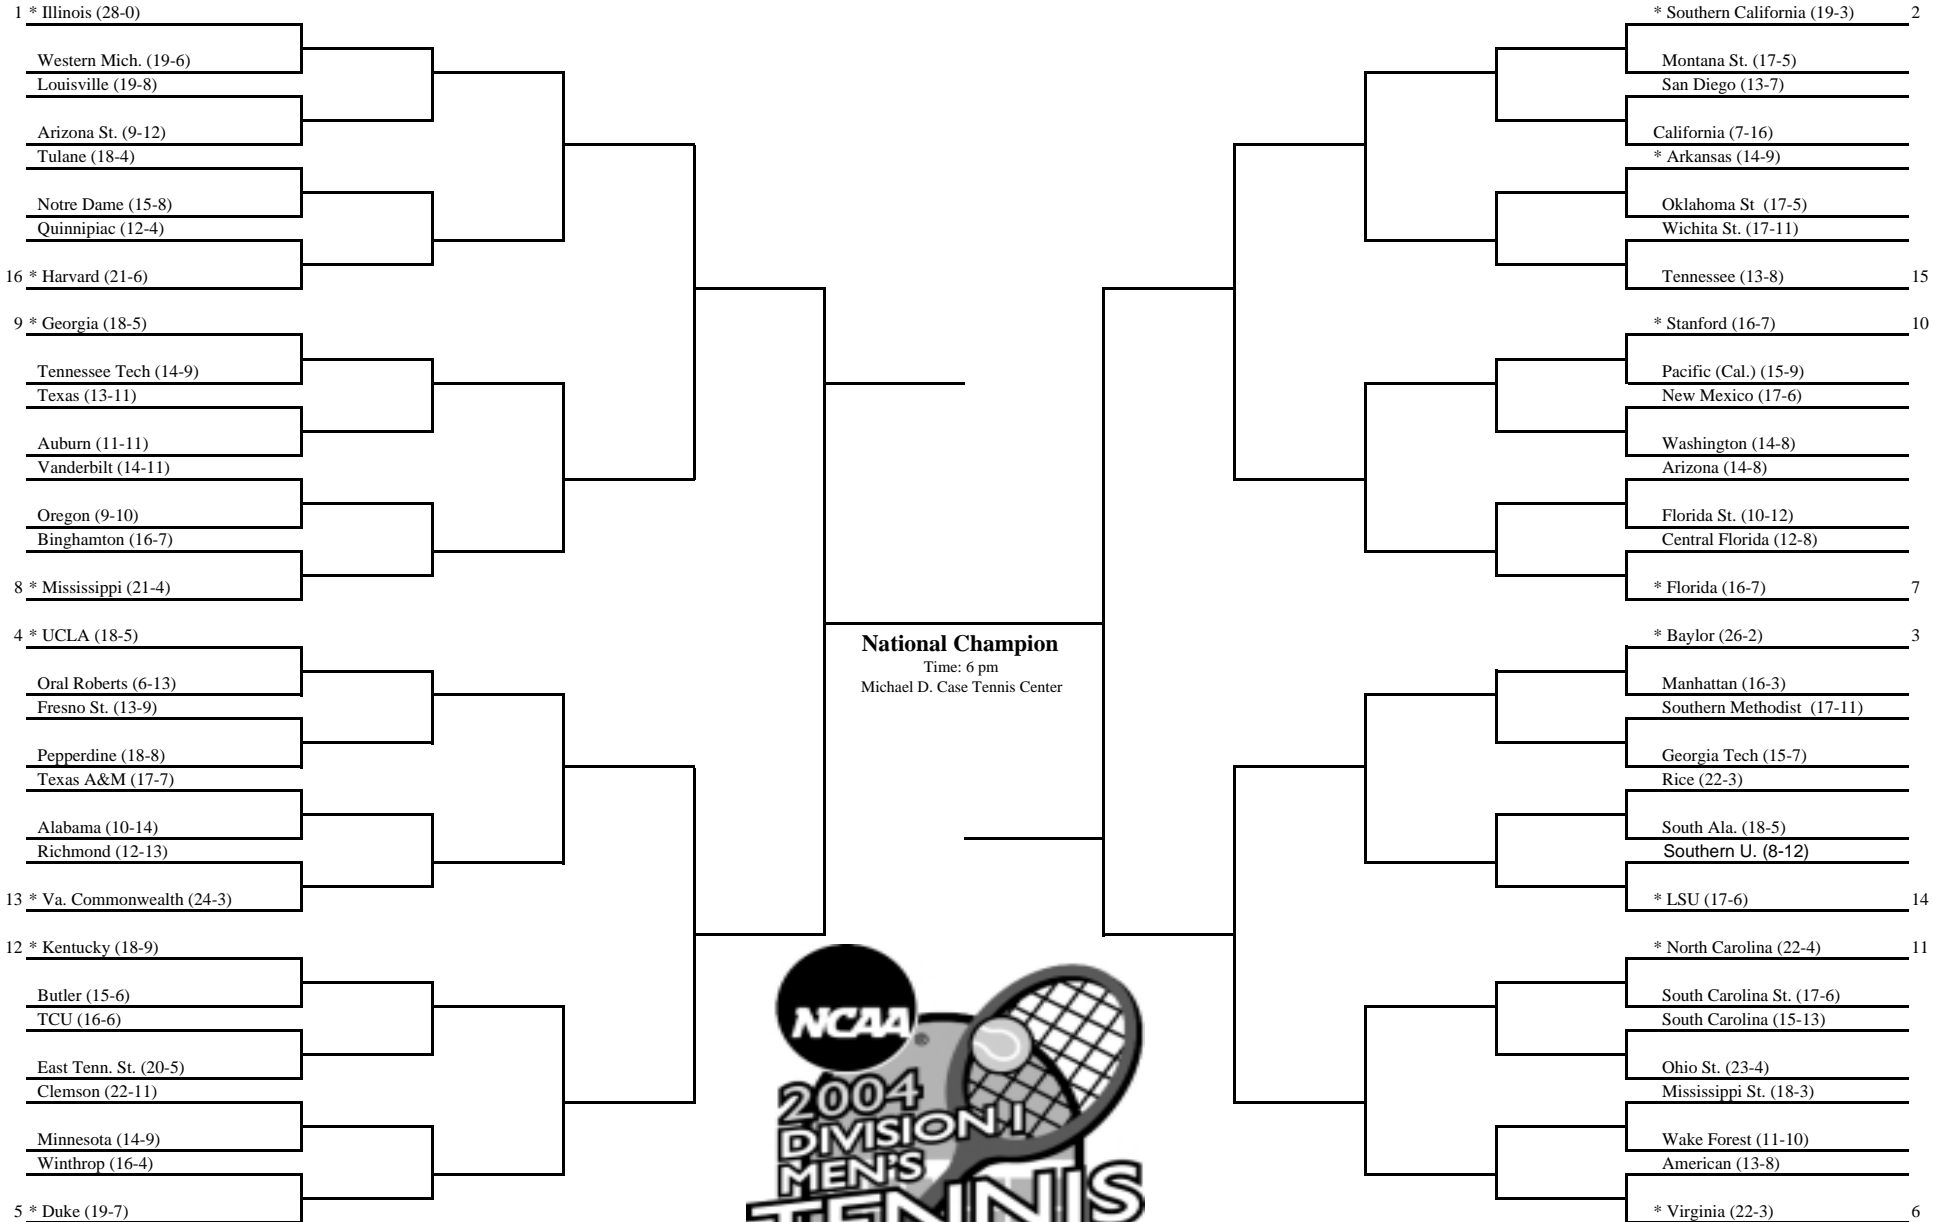 1 * Illinois (28-0)
Western Mich. (19-6)
Louisville (19-8)
Arizona St. (9-12)
Tulane (18-4)
Notre Dame (15-8)
Quinnipiac (12-4)
16 * Harvard (21-6)
9 * Georgia (18-5)
Tennessee Tech (14-9)
Texas (13-11)
Auburn (11-11)
Vanderbilt (14-11)
Oregon (9-10)
Binghamton (16-7)
8 * Mississippi (21-4)
4 * UCLA (18-5)
Oral Roberts (6-13)
Fresno St. (13-9)
Pepperdine (18-8)
Texas A&M (17-7)
Alabama (10-14)
Richmond (12-13)
13 * Va. Commonwealth (24-3)
12 * Kentucky (18-9)
Butler (15-6)
TCU (16-6)
East Tenn. St. (20-5)
Clemson (22-11)
Minnesota (14-9)
Winthrop (16-4)
5 * Duke (19-7)
National Champion
Time: 6 pm
Michael D. Case Tennis Center
NCAA
2004
DIVISION I
MEN'S
TENNIS
* Southern California (19-3) 2
Montana St. (17-5)
San Diego (13-7)
California (7-16)
* Arkansas (14-9)
Oklahoma St (17-5)
Wichita St. (17-11)
Tennessee (13-8) 15
* Stanford (16-7) 10
Pacific (Cal.) (15-9)
New Mexico (17-6)
Washington (14-8)
Arizona (14-8)
Florida St. (10-12)
Central Florida (12-8)
* Florida (16-7) 7
* Baylor (26-2) 3
Manhattan (16-3)
Southern Methodist (17-11)
Georgia Tech (15-7)
Rice (22-3)
South Ala. (18-5)
Southern U. (8-12)
* LSU (17-6) 14
* North Carolina (22-4) 11
South Carolina St. (17-6)
South Carolina (15-13)
Ohio St. (23-4)
Mississippi St. (18-3)
Wake Forest (11-10)
American (13-8)
* Virginia (22-3) 6